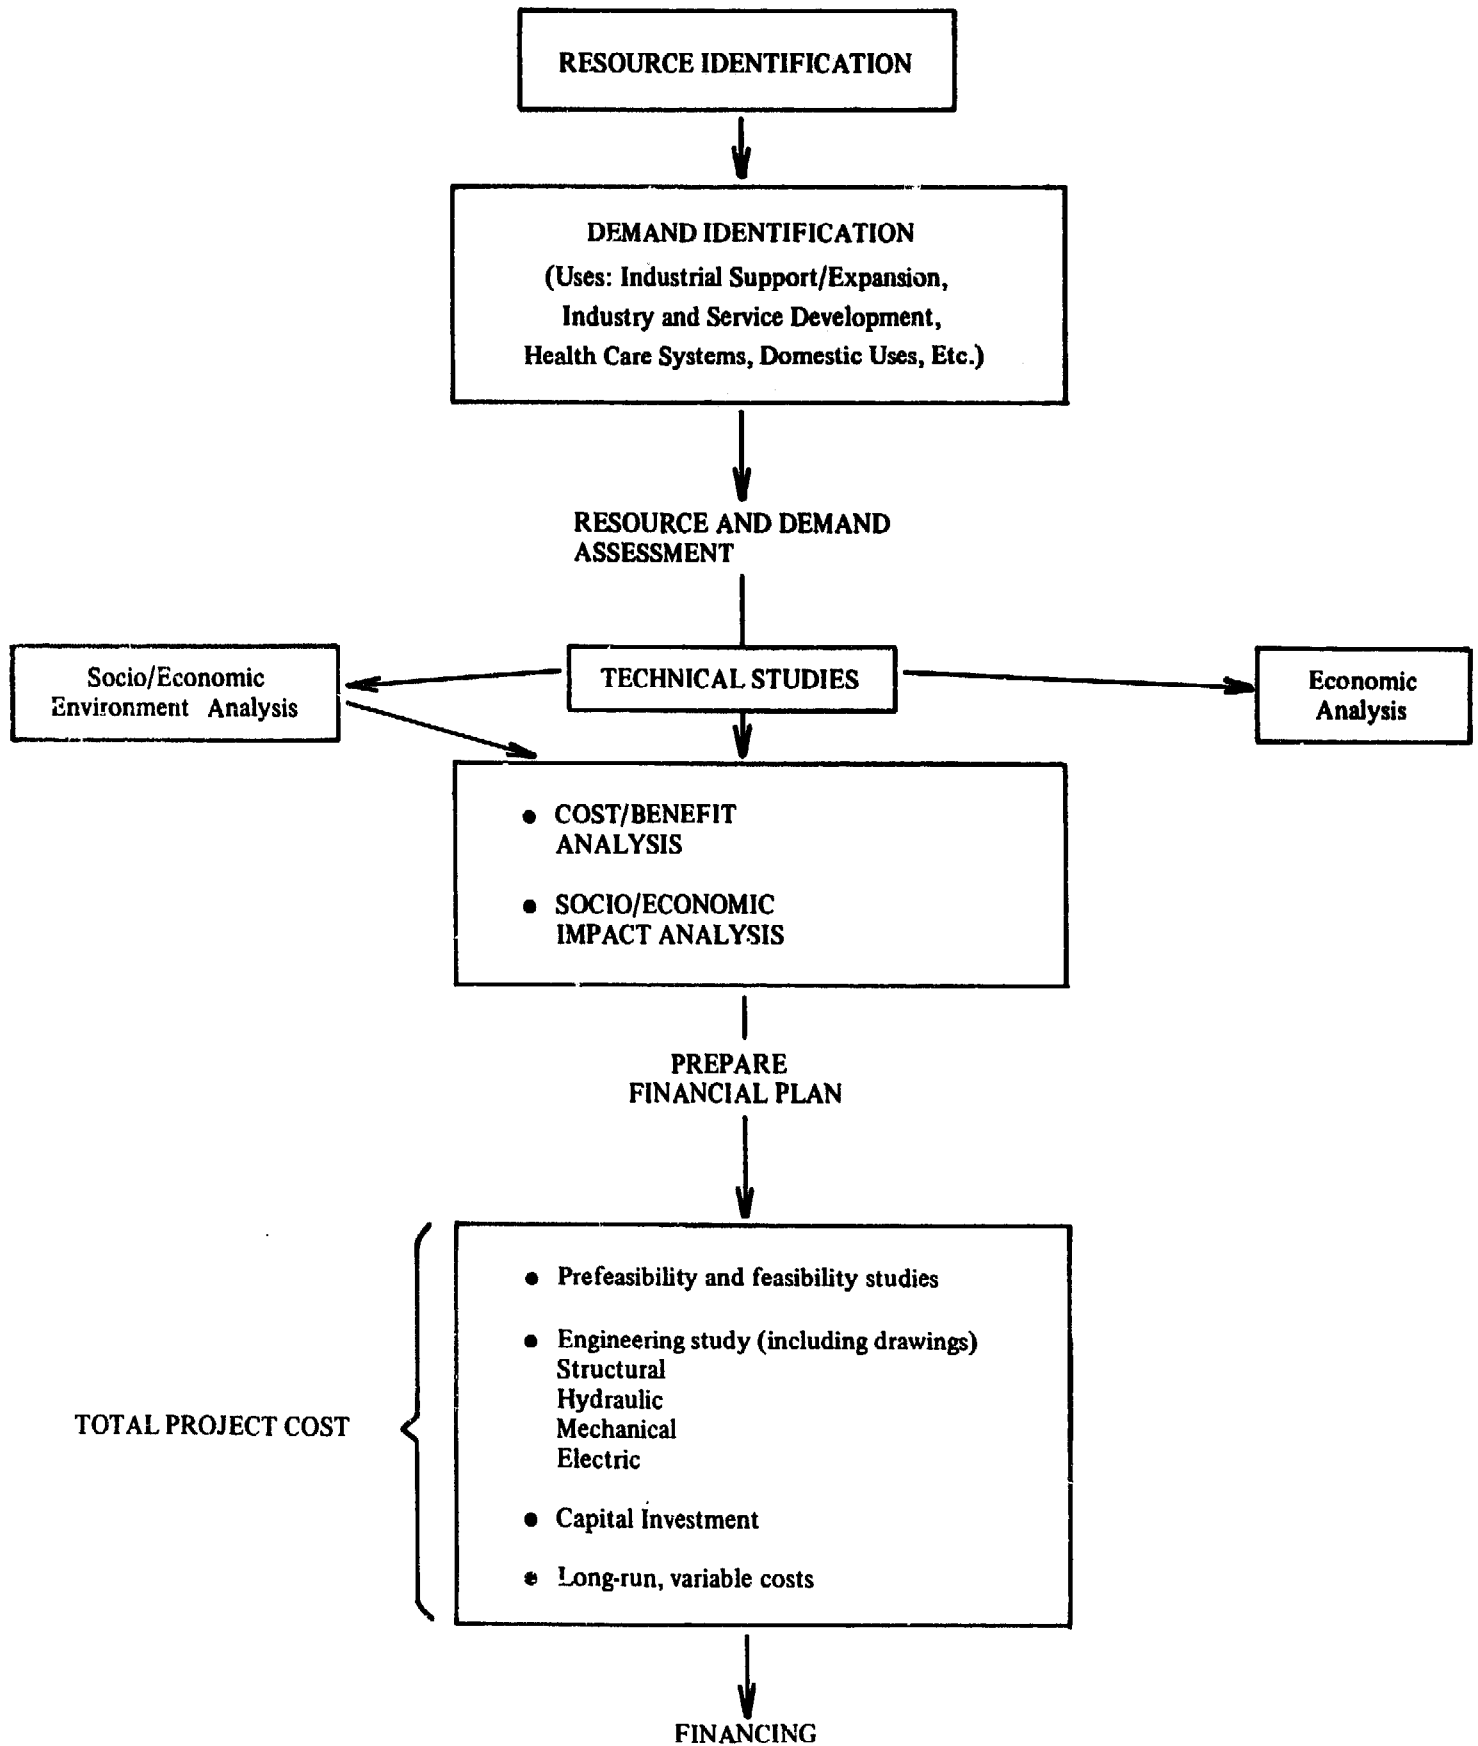 RESOURCE IDENTIFICATION
DEMAND IDENTIFICATION
(Uses: Industrial Support/Expansion,
Industry and Service Development,
Health Care Systems, Domestic Uses, Etc.)
RESOURCE AND DEMAND
ASSESSMENT
Socio/Economic
Environment Analysis
TECHNICAL STUDIES
Economic
Analysis
● COST/BENEFIT
ANALYSIS
● SOCIO/ECONOMIC
IMPACT ANALYSIS
PREPARE
FINANCIAL PLAN
TOTAL PROJECT COST
● Prefeasibility and feasibility studies
● Engineering study (including drawings)
Structural
Hydraulic
Mechanical
Electric
● Capital Investment
● Long-run, variable costs
FINANCING